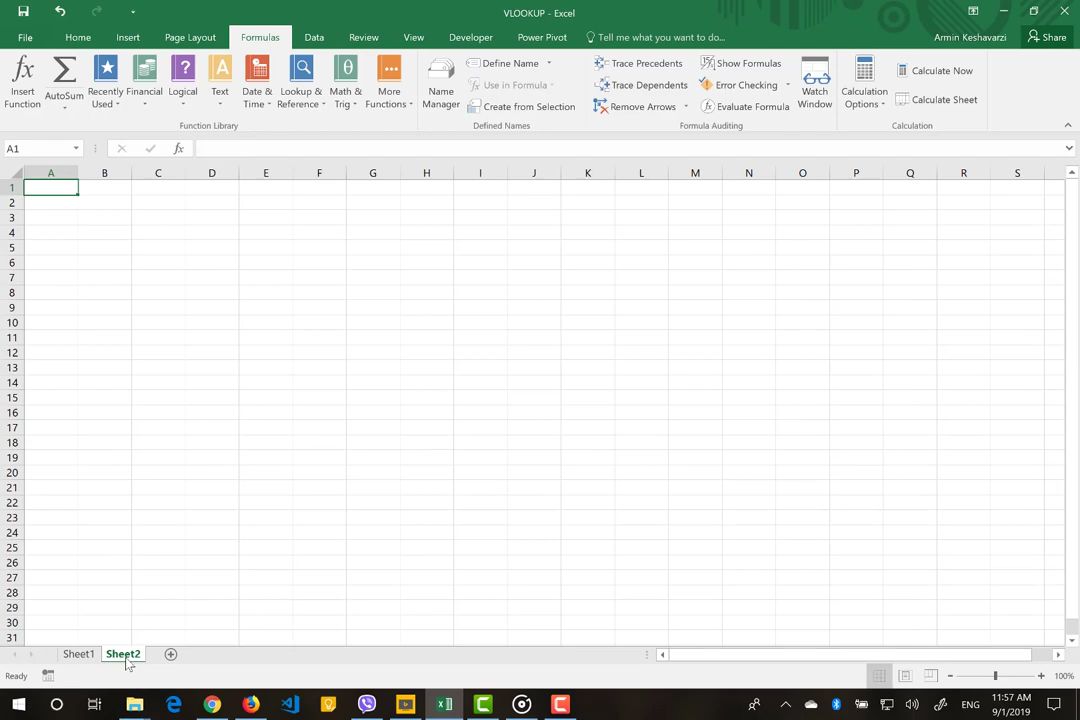 VLOOKUP - Excel
Armin Keshavarzi
Share
File Home Insert Page Layout Formulas Data Review View Developer Power Pivot Tell me what you want to do...
Insert Function
AutoSum
Recently Used
Financial
Logical
Text
Date & Time
Lookup & Reference
Math & Trig
More Functions
Function Library
Name Manager
Define Name
Use in Formula
Create from Selection
Defined Names
Trace Precedents
Trace Dependents
Remove Arrows
Show Formulas
Error Checking
Evaluate Formula
Formula Auditing
Watch Window
Calculation Options
Calculate Now
Calculate Sheet
Calculation
A1
fx
A B C D E F G H I J K L M N O P Q R S
1
2
3
4
5
6
7
8
9
10
11
12
13
14
15
16
17
18
19
20
21
22
23
24
25
26
27
28
29
30
31
Sheet1 Sheet2
Ready
100%
ENG
11:57 AM
9/1/2019